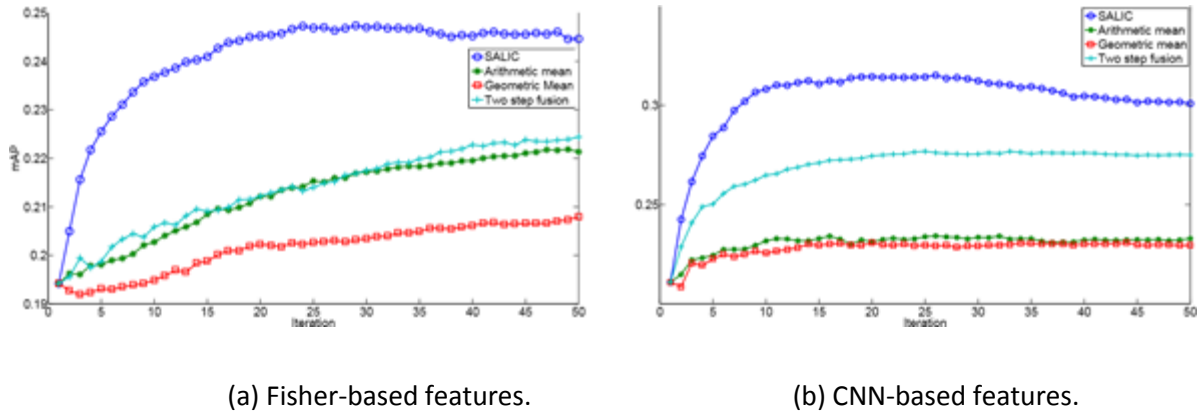 0.25
0.24
0.23
0.22
0.21
0.2
0.19
mAP
SALIC
Arithmetic mean
Geometric Mean
Two step fusion
0 5 10 15 20 25 30 35 40 45 50
Iteration
(a) Fisher-based features.
0.3
0.25
SALIC
Arithmetic mean
Geometric mean
Two step fusion
0 5 10 15 20 25 30 35 40 45 50
Iteration
(b) CNN-based features.